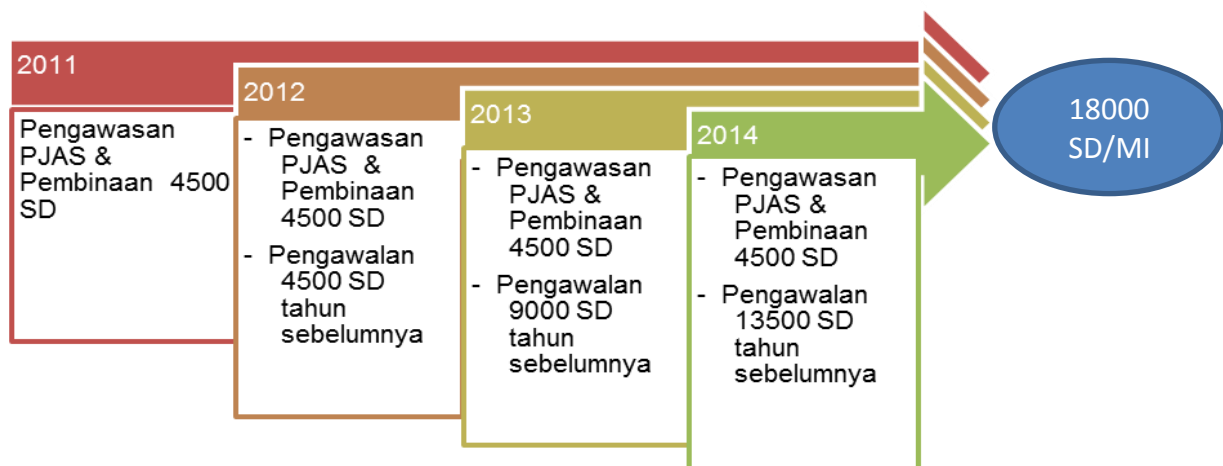 2011
Pengawasan
PJAS &
Pembinaan 4500
SD
2012
- Pengawasan
PJAS &
Pembinaan
4500 SD
- Pengawalan
4500 SD
tahun
sebelumnya
2013
- Pengawasan
PJAS &
Pembinaan
4500 SD
- Pengawalan
9000 SD
tahun
sebelumnya
2014
- Pengawasan
PJAS &
Pembinaan
4500 SD
- Pengawalan
13500 SD
tahun
sebelumnya
18000
SD/MI